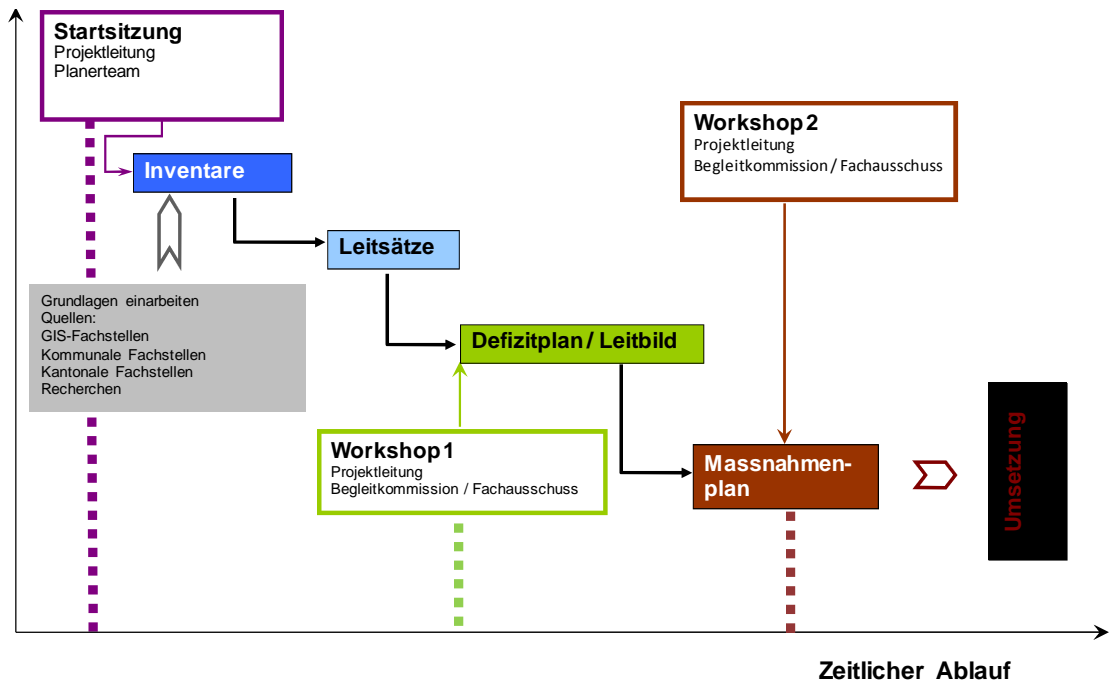 Startsitzung
Projektleitung
Planerteam
Inventare
Workshop 2
Projektleitung
Begleitkommission / Fachausschuss
Leitsätze
Grundlagen einarbeiten
Quellen:
GIS-Fachstellen
Kommunale Fachstellen
Kantonale Fachstellen
Recherchen
Defizitplan / Leitbild
Workshop 1
Projektleitung
Begleitkommission / Fachausschuss
Massnahmen-
plan
Umsetzung
Zeitlicher Ablauf